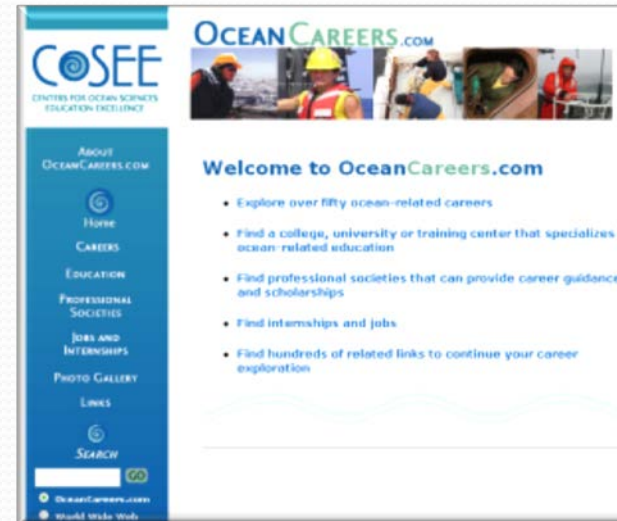 COSEE
CENTERS FOR OCEAN SCIENCES
EDUCATION EXCELLENCE
ABOUT
OCEANCAREERS.COM
Home
CAREERS
EDUCATION
PROFESSIONAL
SOCIETIES
JOBS AND
INTERNSHIPS
PHOTO GALLERY
LINKS
SEARCH
GO
OceanCareers.com
World Wide Web
OCEANCAREERS.COM
Welcome to OceanCareers.com
• Explore over fifty ocean-related careers
• Find a college, university or training center that specializes
ocean-related education
• Find professional societies that can provide career guidance
and scholarships
• Find internships and jobs
• Find hundreds of related links to continue your career
exploration